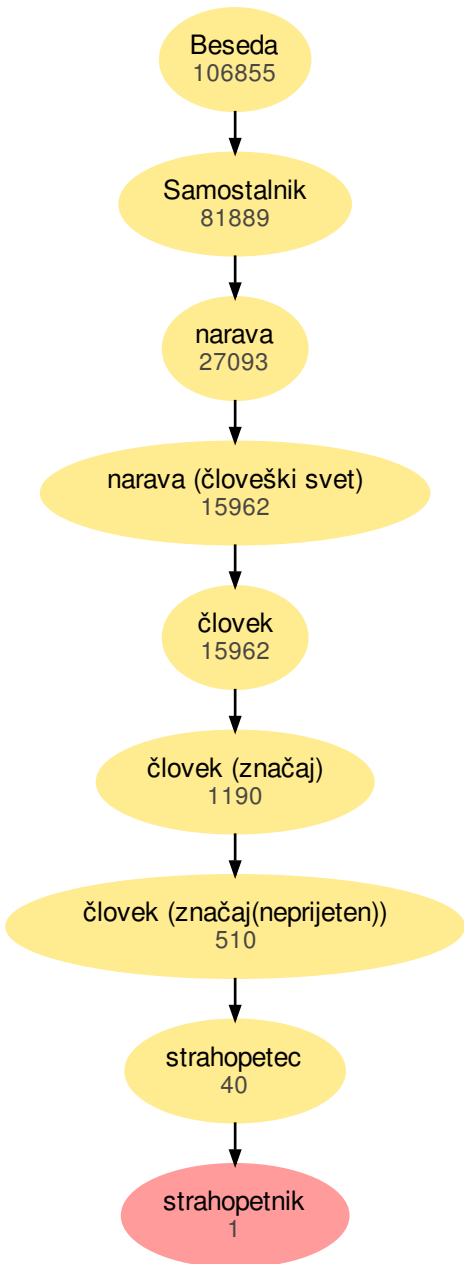 Beseda
106855
Samostalnik
81889
narava
27093
narava (človeški svet)
15962
človek
15962
človek (značaj)
1190
človek (značaj(neprijeten))
510
strahopetec
40
strahopetnik
1